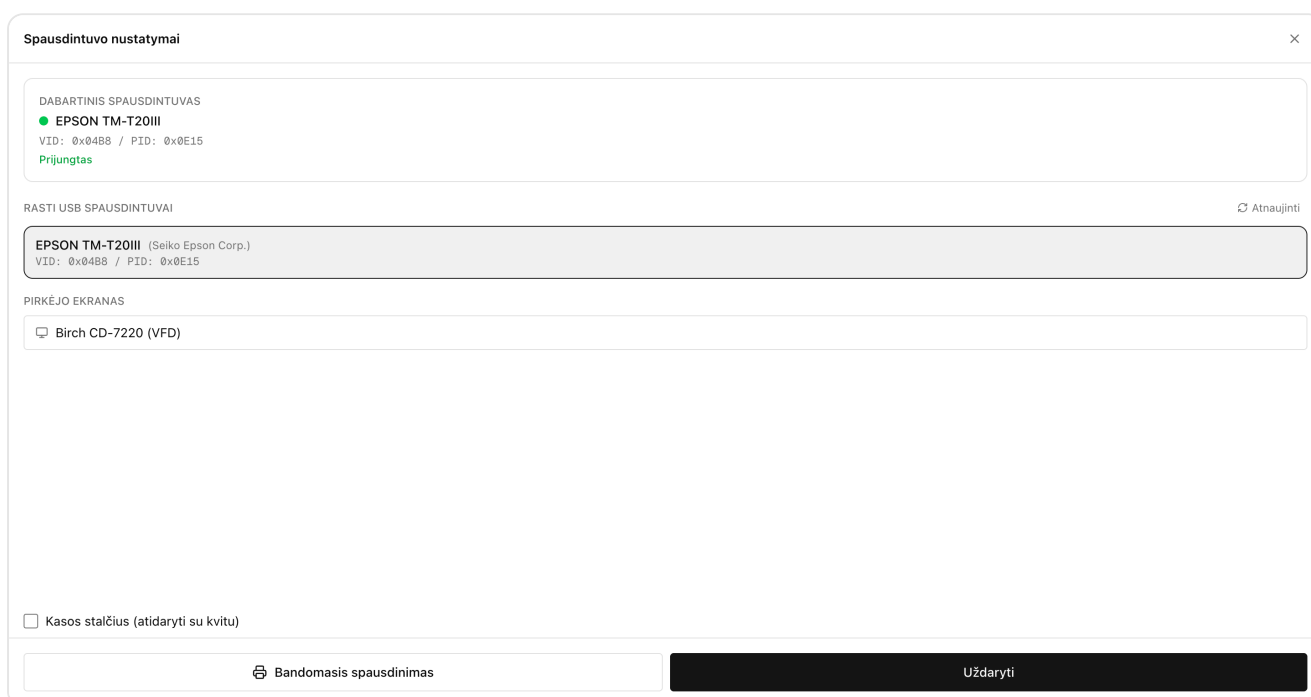 Spausdintuvo nustatymai
DABARTINIS SPAUSDINTUVAS
EPSON TM-T20III
VID: 0x04B8 / PID: 0x0E15
Prijungtas
RASTI USB SPAUSDINTUVAI
Atnaujinti
EPSON TM-T20III (Seiko Epson Corp.)
VID: 0x04B8 / PID: 0x0E15
PIRKĖJO EKRANAS
Birch CD-7220 (VFD)
Kasos stalčius (atidaryti su kvitu)
Bandomasis spausdinimas
Uždaryti